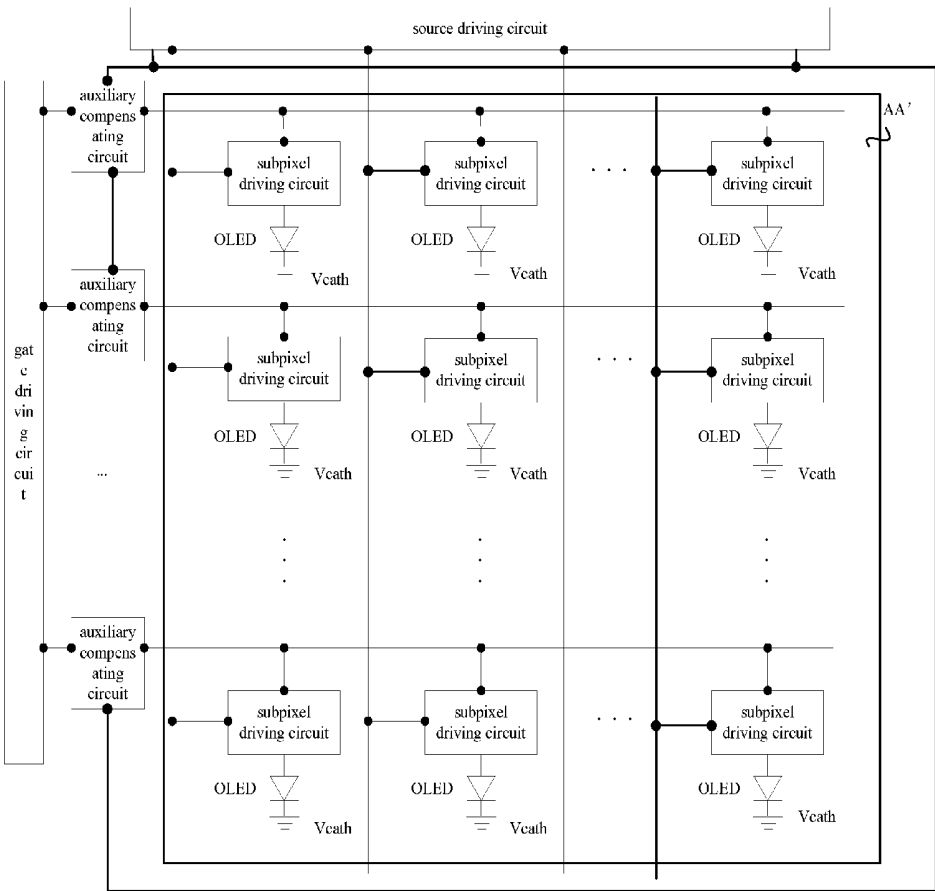 source driving circuit
auxiliary
compens
ating
circuit
AA'
subpixel
driving circuit
subpixel
driving circuit
. . .
subpixel
driving circuit
OLED
OLED
OLED
Vcath
Vcath
Vcath
auxiliary
compens
ating
circuit
gat
e dri
vin
g cir
cui
t
subpixel
driving circuit
subpixel
driving circuit
. . .
subpixel
driving circuit
OLED
OLED
OLED
Vcath
Vcath
Vcath
...
auxiliary
compens
ating
circuit
subpixel
driving circuit
subpixel
driving circuit
. . .
subpixel
driving circuit
OLED
OLED
OLED
Vcath
Vcath
Vcath